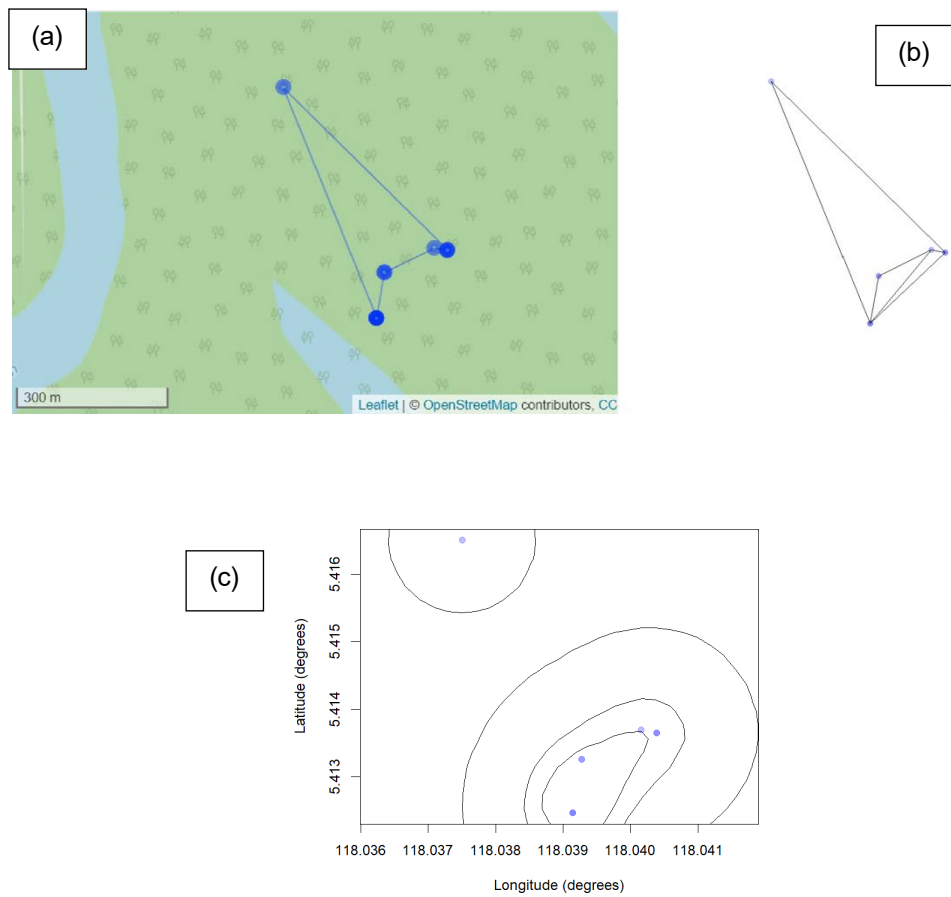 (a)
(b)
300 m
Leaflet | © OpenStreetMap contributors, CC
(c)
Latitude (degrees)
5.416
5.415
5.414
5.413
118.036 118.037 118.038 118.039 118.040 118.041
Longitude (degrees)